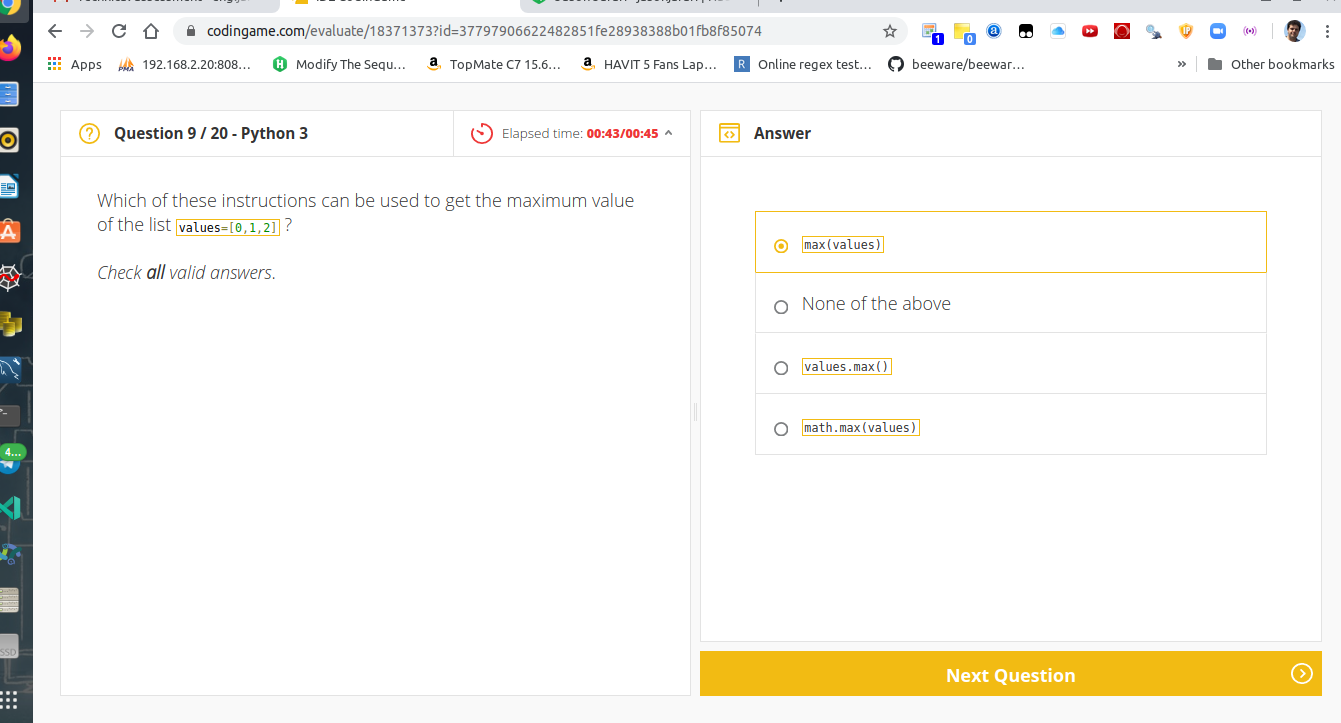 codingame.com/evaluate/18371373?id=37797906622482851fe28938388b01fb8f85074
1
0
Apps
192.168.2.20:808...
Modify The Sequ...
TopMate C7 15.6...
HAVIT 5 Fans Lap...
Online regex test...
beeware/beewar...
»
Other bookmarks
Question 9 / 20 - Python 3
Elapsed time: 00:43/00:45
Answer
Which of these instructions can be used to get the maximum value
of the list values=[0,1,2] ?
Check all valid answers.
max(values)
None of the above
values.max()
math.max(values)
4...
SSD
Next Question